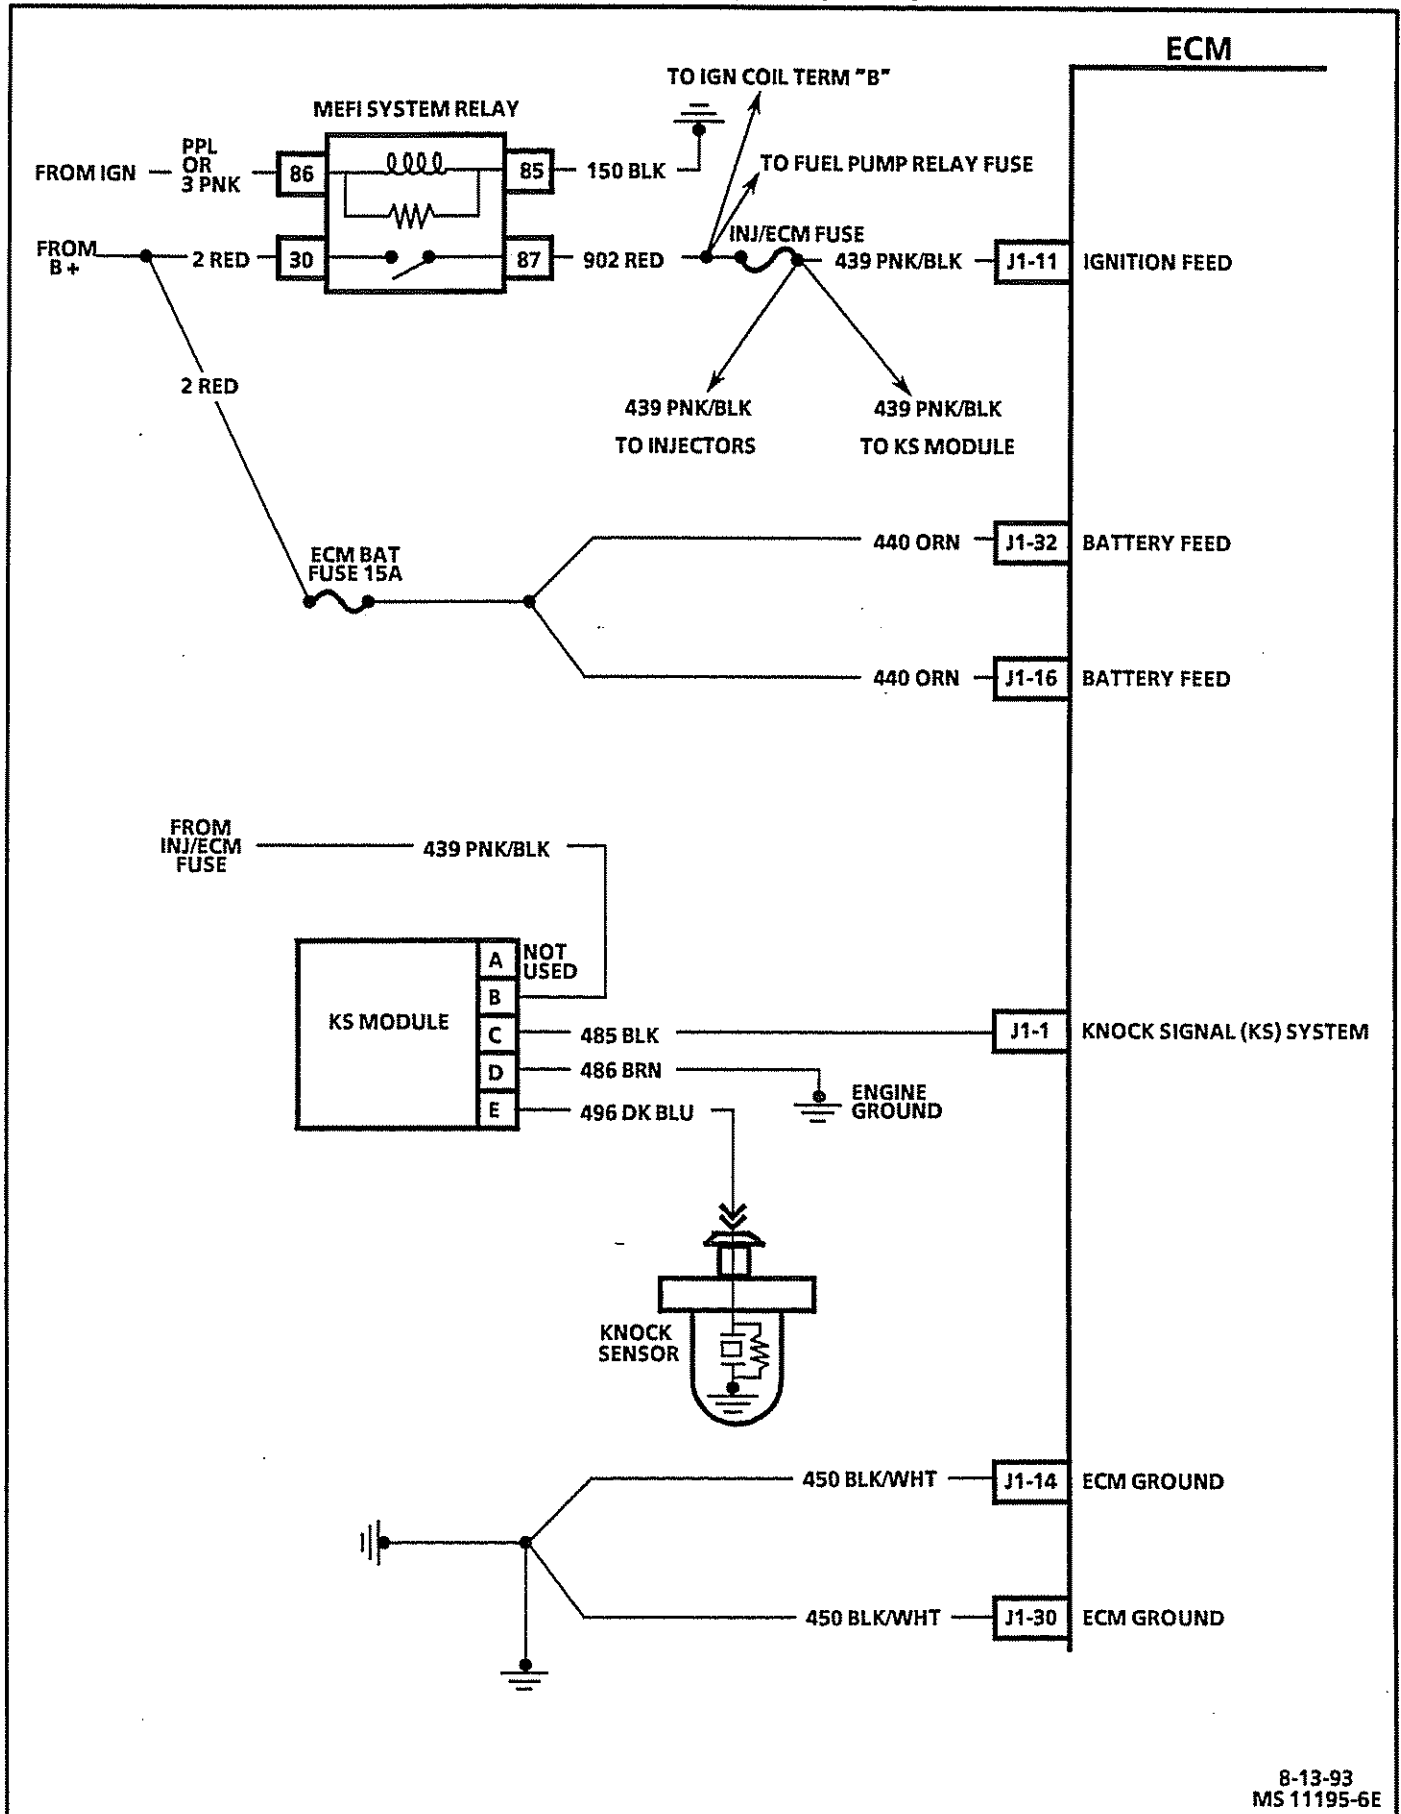 ECM
TO IGN COIL TERM "B"
MEFI SYSTEM RELAY
FROM IGN
PPL
OR
3 PNK
86
85
150 BLK
TO FUEL PUMP RELAY FUSE
FROM
B +
2 RED
30
87
902 RED
INJ/ECM FUSE
439 PNK/BLK
J1-11
IGNITION FEED
2 RED
439 PNK/BLK
TO INJECTORS
439 PNK/BLK
TO KS MODULE
ECM BAT
FUSE 15A
440 ORN
J1-32
BATTERY FEED
440 ORN
J1-16
BATTERY FEED
FROM
INJ/ECM
FUSE
439 PNK/BLK
KS MODULE
A
NOT
USED
B
C
485 BLK
J1-1
KNOCK SIGNAL (KS) SYSTEM
D
486 BRN
ENGINE
GROUND
E
496 DK BLU
KNOCK
SENSOR
450 BLK/WHT
J1-14
ECM GROUND
450 BLK/WHT
J1-30
ECM GROUND
8-13-93
MS 11195-6E